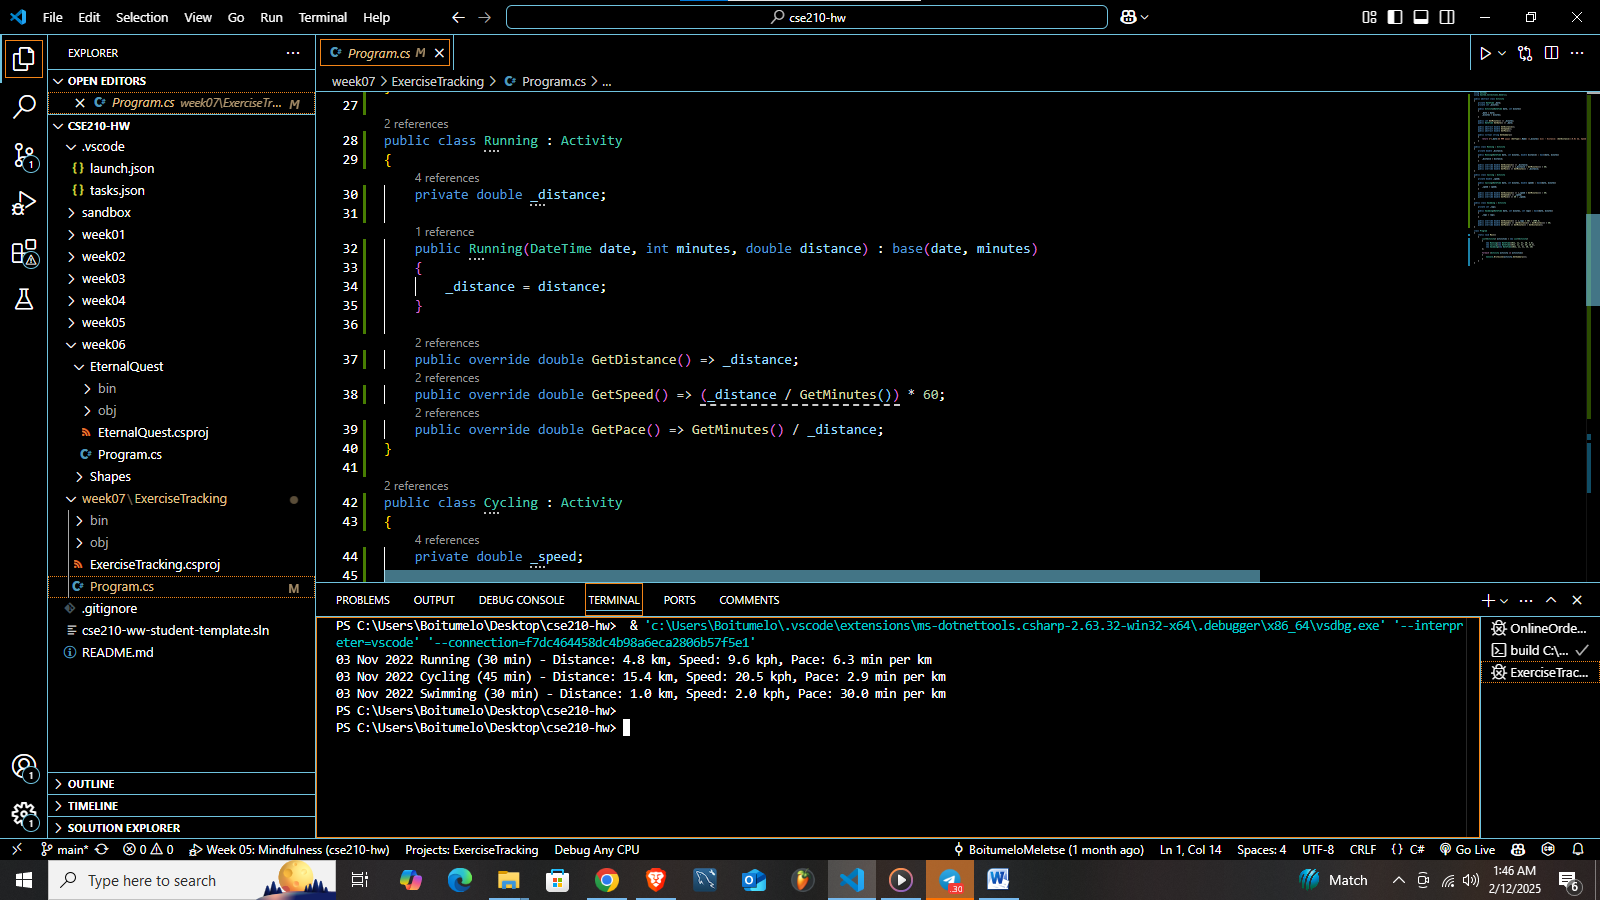 File Edit Selection View Go Run Terminal Help
cse210-hw
EXPLORER
OPEN EDITORS
Program.cs week07\ExerciseTr... M
CSE210-HW
.vscode
launch.json
tasks.json
sandbox
week01
week02
week03
week04
week05
week06
EternalQuest
bin
obj
EternalQuest.csproj
Program.cs
Shapes
week07\ExerciseTracking
bin
obj
ExerciseTracking.csproj
Program.cs M
.gitignore
cse210-ww-student-template.sln
README.md
OUTLINE
TIMELINE
SOLUTION EXPLORER
Program.cs M
week07 > ExerciseTracking > Program.cs > ...
27
2 references
28 public class Running : Activity
29 {
4 references
30 private double _distance;
31
1 reference
32 public Running(DateTime date, int minutes, double distance) : base(date, minutes)
33 {
34 _distance = distance;
35 }
36
2 references
37 public override double GetDistance() => _distance;
2 references
38 public override double GetSpeed() => (_distance / GetMinutes()) * 60;
2 references
39 public override double GetPace() => GetMinutes() / _distance;
40 }
41
2 references
42 public class Cycling : Activity
43 {
4 references
44 private double _speed;
45
PROBLEMS OUTPUT DEBUG CONSOLE TERMINAL PORTS COMMENTS
PS C:\Users\Boitumelo\Desktop\cse210-hw> & 'c:\Users\Boitumelo\.vscode\extensions\ms-dotnettools.csharp-2.63.32-win32-x64\.debugger\x86_64\vsdbg.exe' '--interpr
eter=vscode' '--connection=f7dc464458dc4b98a6eca2806b57f5e1'
03 Nov 2022 Running (30 min) - Distance: 4.8 km, Speed: 9.6 kph, Pace: 6.3 min per km
03 Nov 2022 Cycling (45 min) - Distance: 15.4 km, Speed: 20.5 kph, Pace: 2.9 min per km
03 Nov 2022 Swimming (30 min) - Distance: 1.0 km, Speed: 2.0 kph, Pace: 30.0 min per km
PS C:\Users\Boitumelo\Desktop\cse210-hw>
PS C:\Users\Boitumelo\Desktop\cse210-hw>
OnlineOrde...
build C:\...
ExerciseTrac...
main* 0 0 Week 05: Mindfulness (cse210-hw) Projects: ExerciseTracking Debug Any CPU BoitumeloMeletse (1 month ago) Ln 1, Col 14 Spaces: 4 UTF-8 CRLF {} C# Go Live
Type here to search
.30
Match
1:46 AM
2/12/2025
6